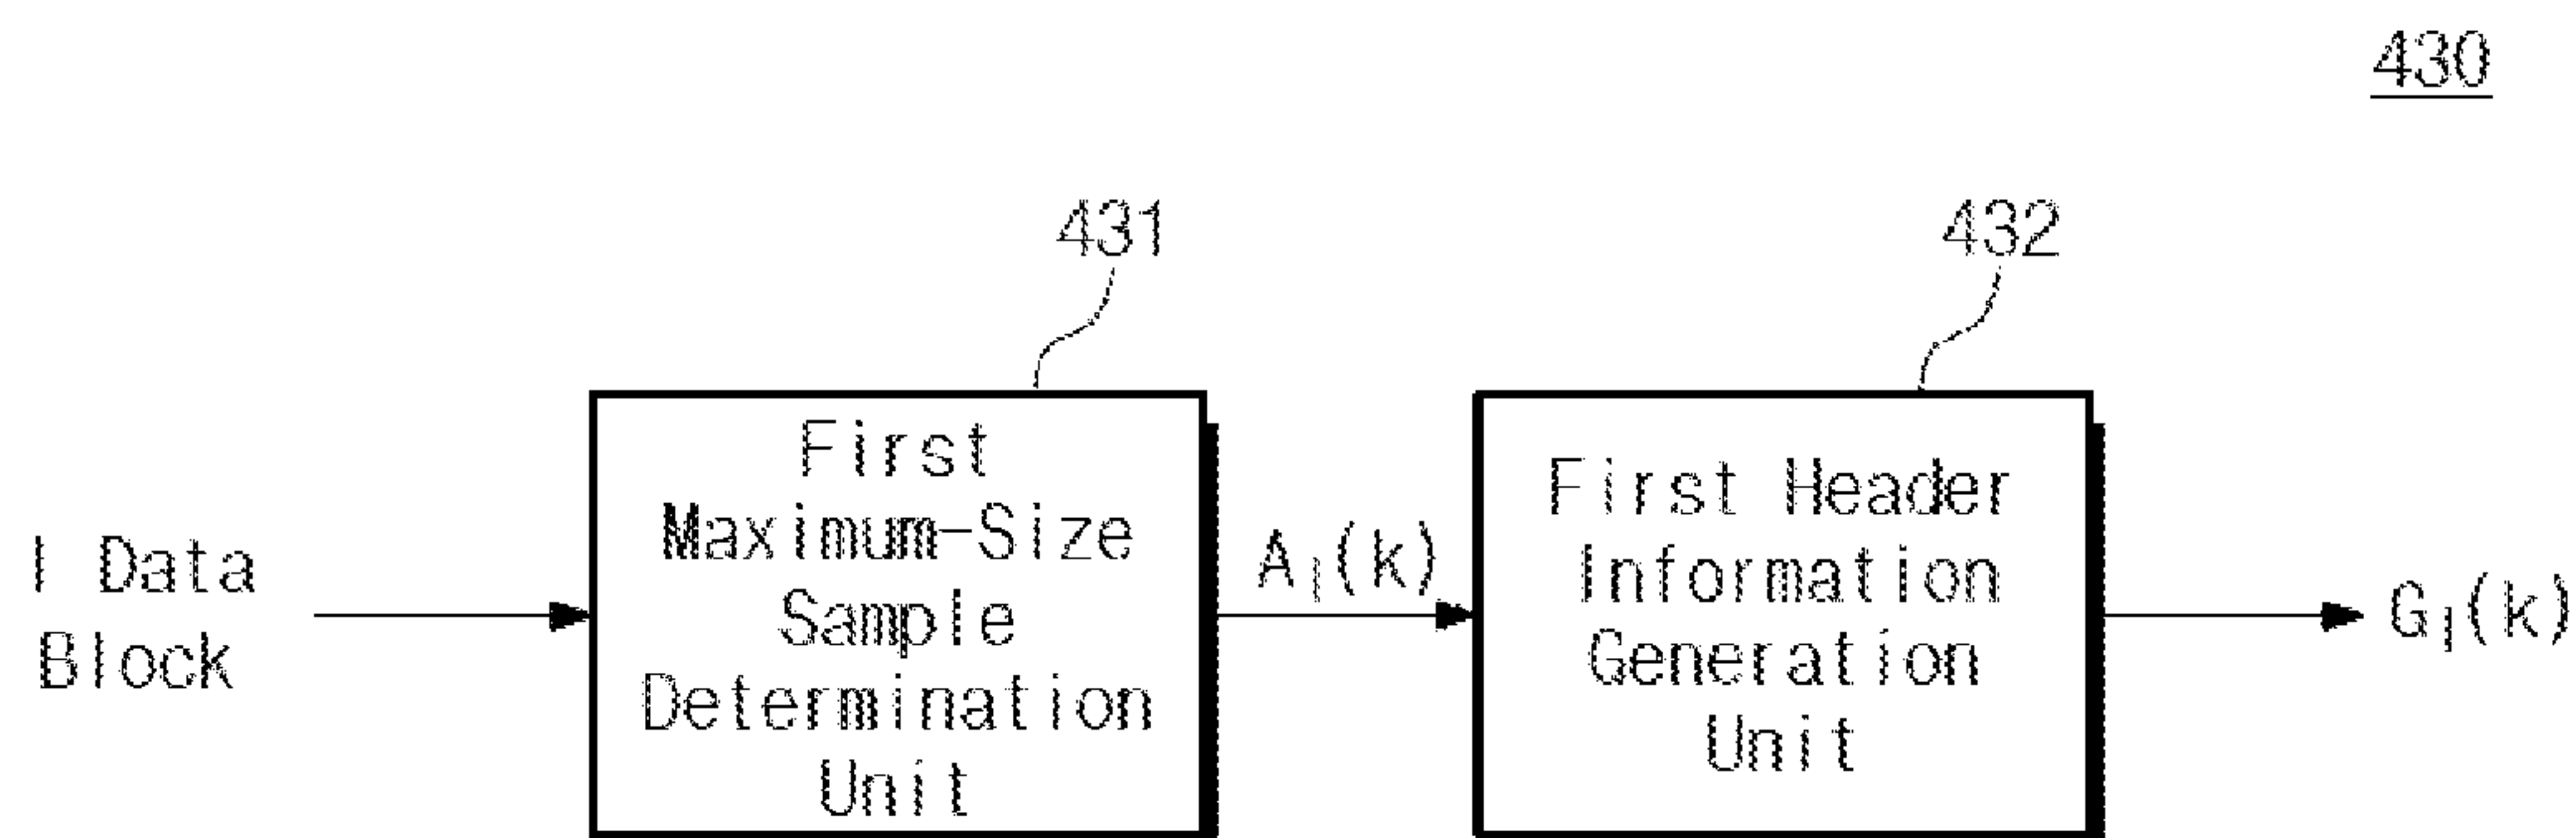 430
431
432
First
Maximum-Size
Sample
Determination
Unit
First Header
Information
Generation
Unit
I Data
Block
A_I(k)
G_I(k)